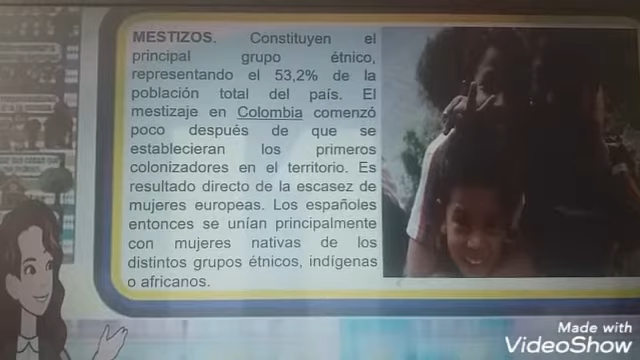 MESTIZOS. Constituyen el
principal grupo étnico,
representando el 53,2% de la
población total del país. El
mestizaje en Colombia comenzó
poco después de que se
establecieran los primeros
colonizadores en el territorio. Es
resultado directo de la escasez de
mujeres europeas. Los españoles
entonces se unían principalmente
con mujeres nativas de los
distintos grupos étnicos, indígenas
o africanos.
Made with
VideoShow